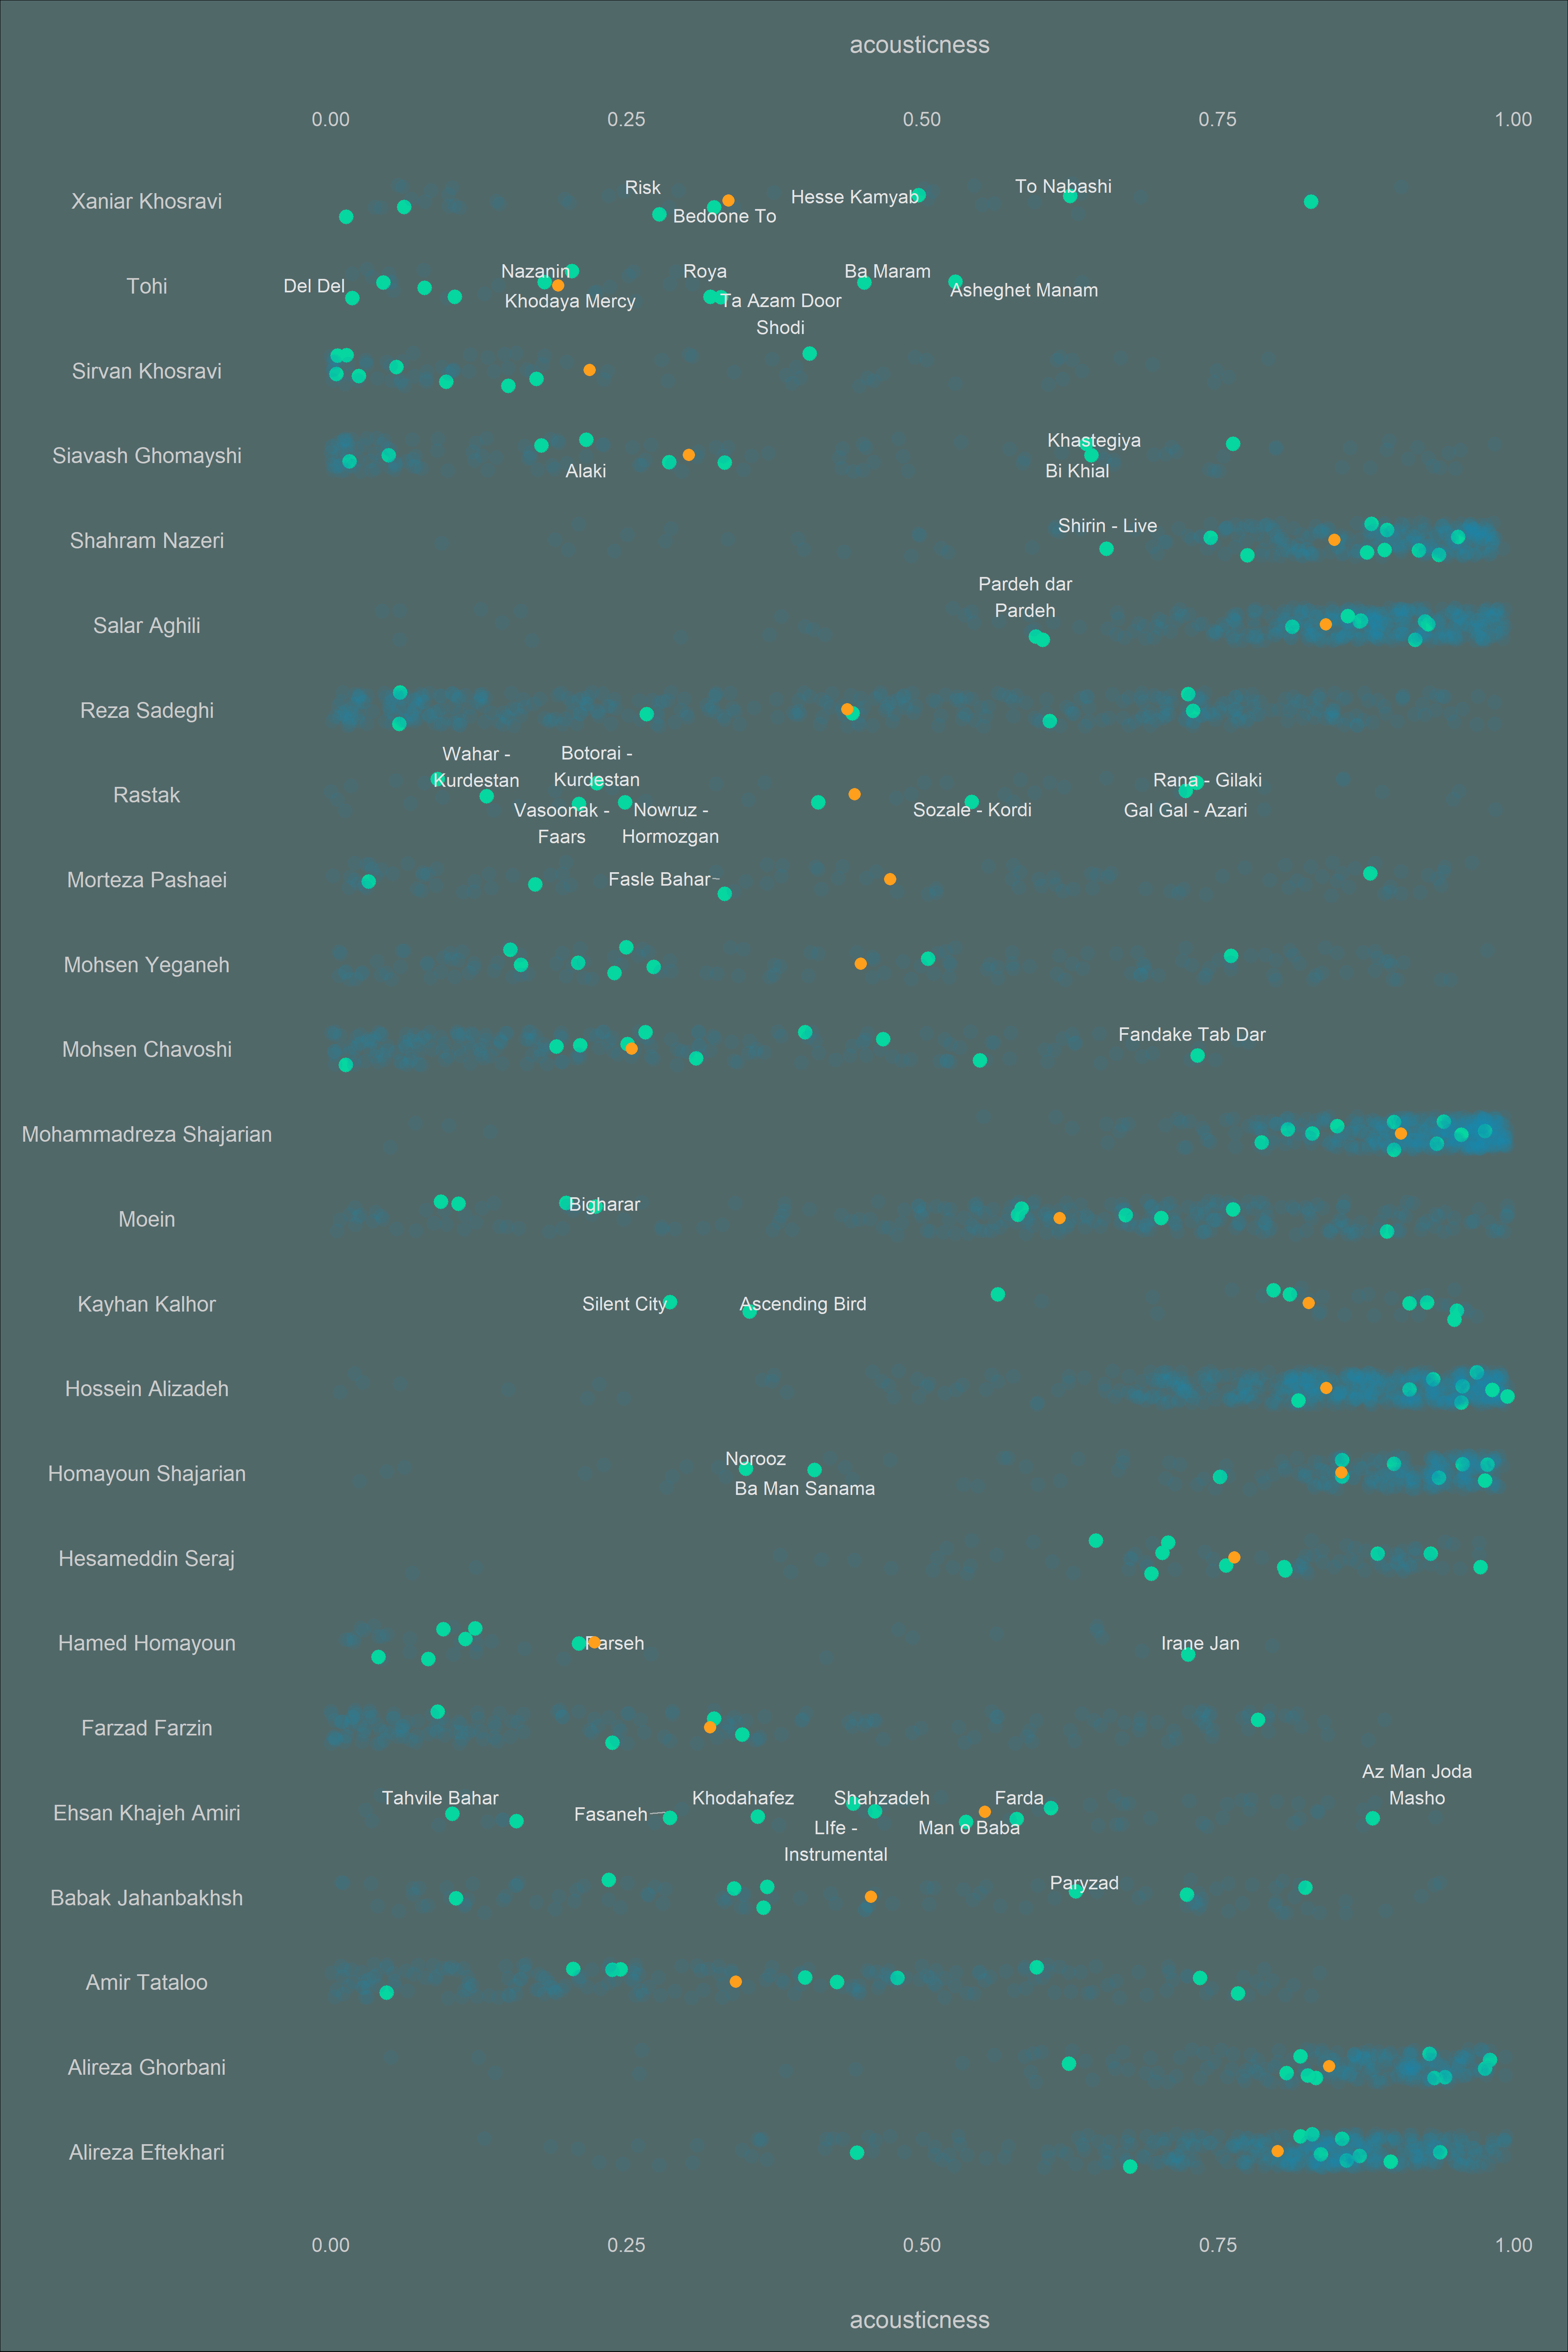 acousticness
0.00 0.25 0.50 0.75 1.00
Risk
To Nabashi
Xaniar Khosravi
Hesse Kamyab
Bedoone To
Nazanin
Roya
Ba Maram
Tohi
Del Del
Asheghet Manam
Khodaya Mercy
Ta Azam Door
Shodi
Sirvan Khosravi
Khastegiya
Siavash Ghomayshi
Alaki
Bi Khial
Shirin - Live
Shahram Nazeri
Pardeh dar
Pardeh
Salar Aghili
Reza Sadeghi
Wahar -
Kurdestan
Botorai -
Kurdestan
Rana - Gilaki
Rastak
Vasoonak -
Faars
Nowruz -
Hormozgan
Sozale - Kordi
Gal Gal - Azari
Morteza Pashaei
Fasle Bahar
Mohsen Yeganeh
Fandake Tab Dar
Mohsen Chavoshi
Mohammadreza Shajarian
Bigharar
Moein
Kayhan Kalhor
Silent City
Ascending Bird
Hossein Alizadeh
Norooz
Homayoun Shajarian
Ba Man Sanama
Hesameddin Seraj
Hamed Homayoun
Parseh
Irane Jan
Farzad Farzin
Az Man Joda
Masho
Tahvile Bahar
Khodahafez
Shahzadeh
Farda
Ehsan Khajeh Amiri
Fasaneh
LIfe -
Instrumental
Man o Baba
Paryzad
Babak Jahanbakhsh
Amir Tataloo
Alireza Ghorbani
Alireza Eftekhari
0.00 0.25 0.50 0.75 1.00
acousticness